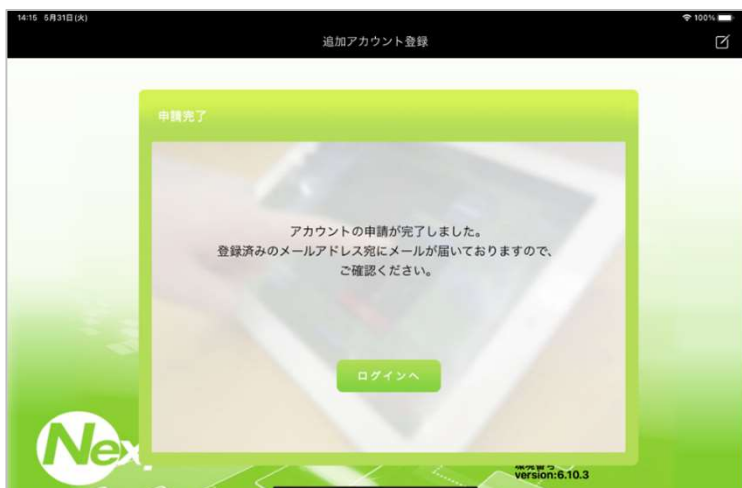 14:15 5月31日(火)
100%
追加アカウント登録
申請完了
アカウントの申請が完了しました。
登録済みのメールアドレス宛にメールが届いておりますので、
ご確認ください。
ログインへ
Nex
version:6.10.3